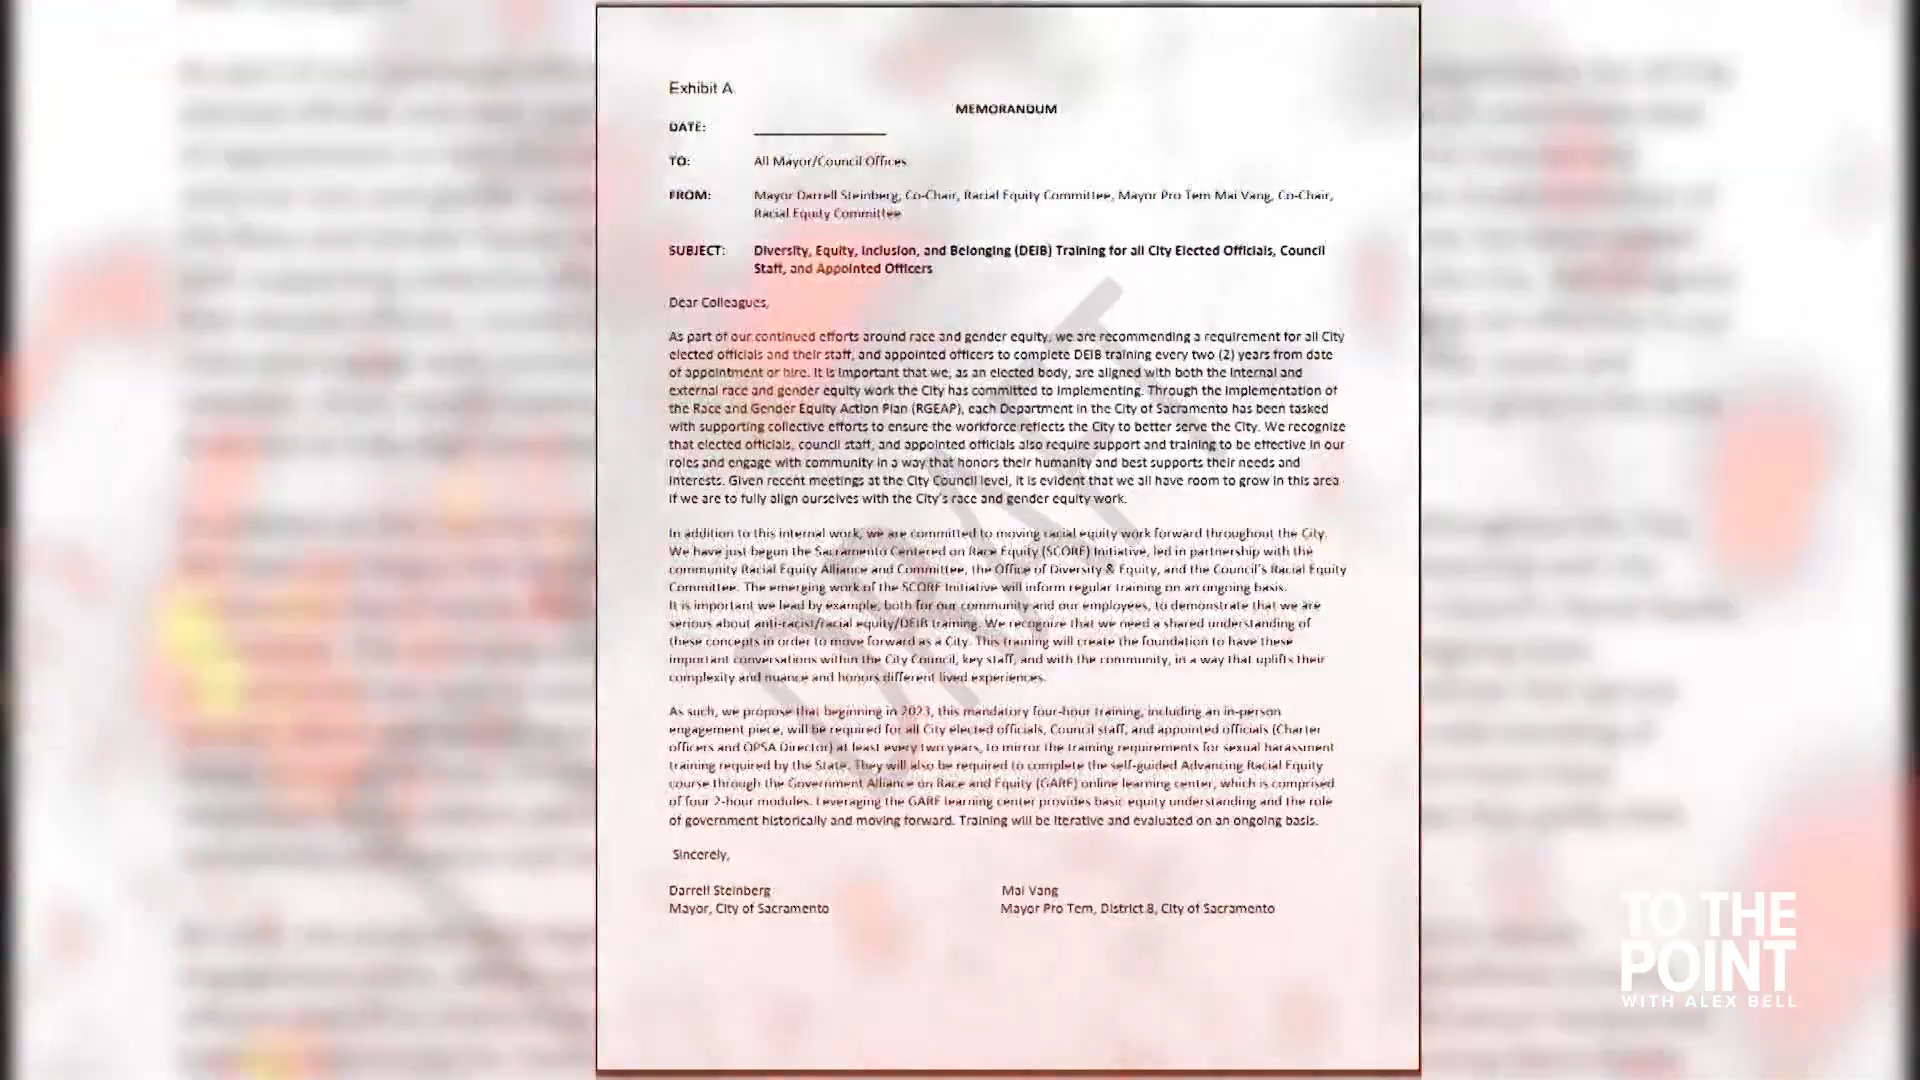 Exhibit A
MEMORANDUM
DATE:
TO: All Mayor/Council Offices
FROM: Mayor Darrell Steinberg, Co-Chair, Racial Equity Committee, Mayor Pro Tem Mai Vang, Co-Chair,
Racial Equity Committee
SUBJECT: Diversity, Equity, Inclusion, and Belonging (DEIB) Training for all City Elected Officials, Council
Staff, and Appointed Officers
Dear Colleagues,
As part of our continued efforts around race and gender equity, we are recommending a requirement for all City
elected officials and their staff, and appointed officers to complete DEIB training every two (2) years from date
of appointment or hire. It is important that we, as an elected body, are aligned with both the internal and
external race and gender equity work the City has committed to implementing. Through the implementation of
the Race and Gender Equity Action Plan (RGEAP), each Department in the City of Sacramento has been tasked
with supporting collective efforts to ensure the workforce reflects the City to better serve the City. We recognize
that elected officials, council staff, and appointed officials also require support and training to be effective in our
roles and engage with community in a way that honors their humanity and best supports their needs and
interests. Given recent meetings at the City Council level, it is evident that we all have room to grow in this area
if we are to fully align ourselves with the City's race and gender equity work.
In addition to this internal work, we are committed to moving racial equity work forward throughout the City.
We have just begun the Sacramento Centered on Race Equity (SCORE) Initiative, led in partnership with the
community Racial Equity Alliance and Committee, the Office of Diversity & Equity, and the Council's Racial Equity
Committee. The emerging work of the SCORE Initiative will inform regular training on an ongoing basis.
It is important we lead by example, both for our community and our employees, to demonstrate that we are
serious about anti-racist/racial equity/DEIB training. We recognize that we need a shared understanding of
these concepts in order to move forward as a City. This training will create the foundation to have these
important conversations within the City Council, key staff, and with the community, in a way that uplifts their
complexity and nuance and honors different lived experiences.
As such, we propose that beginning in 2023, this mandatory four-hour training, including an in-person
engagement piece, will be required for all City elected officials, Council staff, and appointed officials (Charter
officers and OPSA Director) at least every two years, to mirror the training requirements for sexual harassment
training required by the State. They will also be required to complete the self-guided Advancing Racial Equity
course through the Government Alliance on Race and Equity (GARE) online learning center, which is comprised
of four 2-hour modules. Leveraging the GARE learning center provides basic equity understanding and the role
of government historically and moving forward. Training will be iterative and evaluated on an ongoing basis.
Sincerely,
Darrell Steinberg Mai Vang
Mayor, City of Sacramento Mayor Pro Tem, District 8, City of Sacramento
DRAFT
TO THE
POINT
WITH ALEX BELL